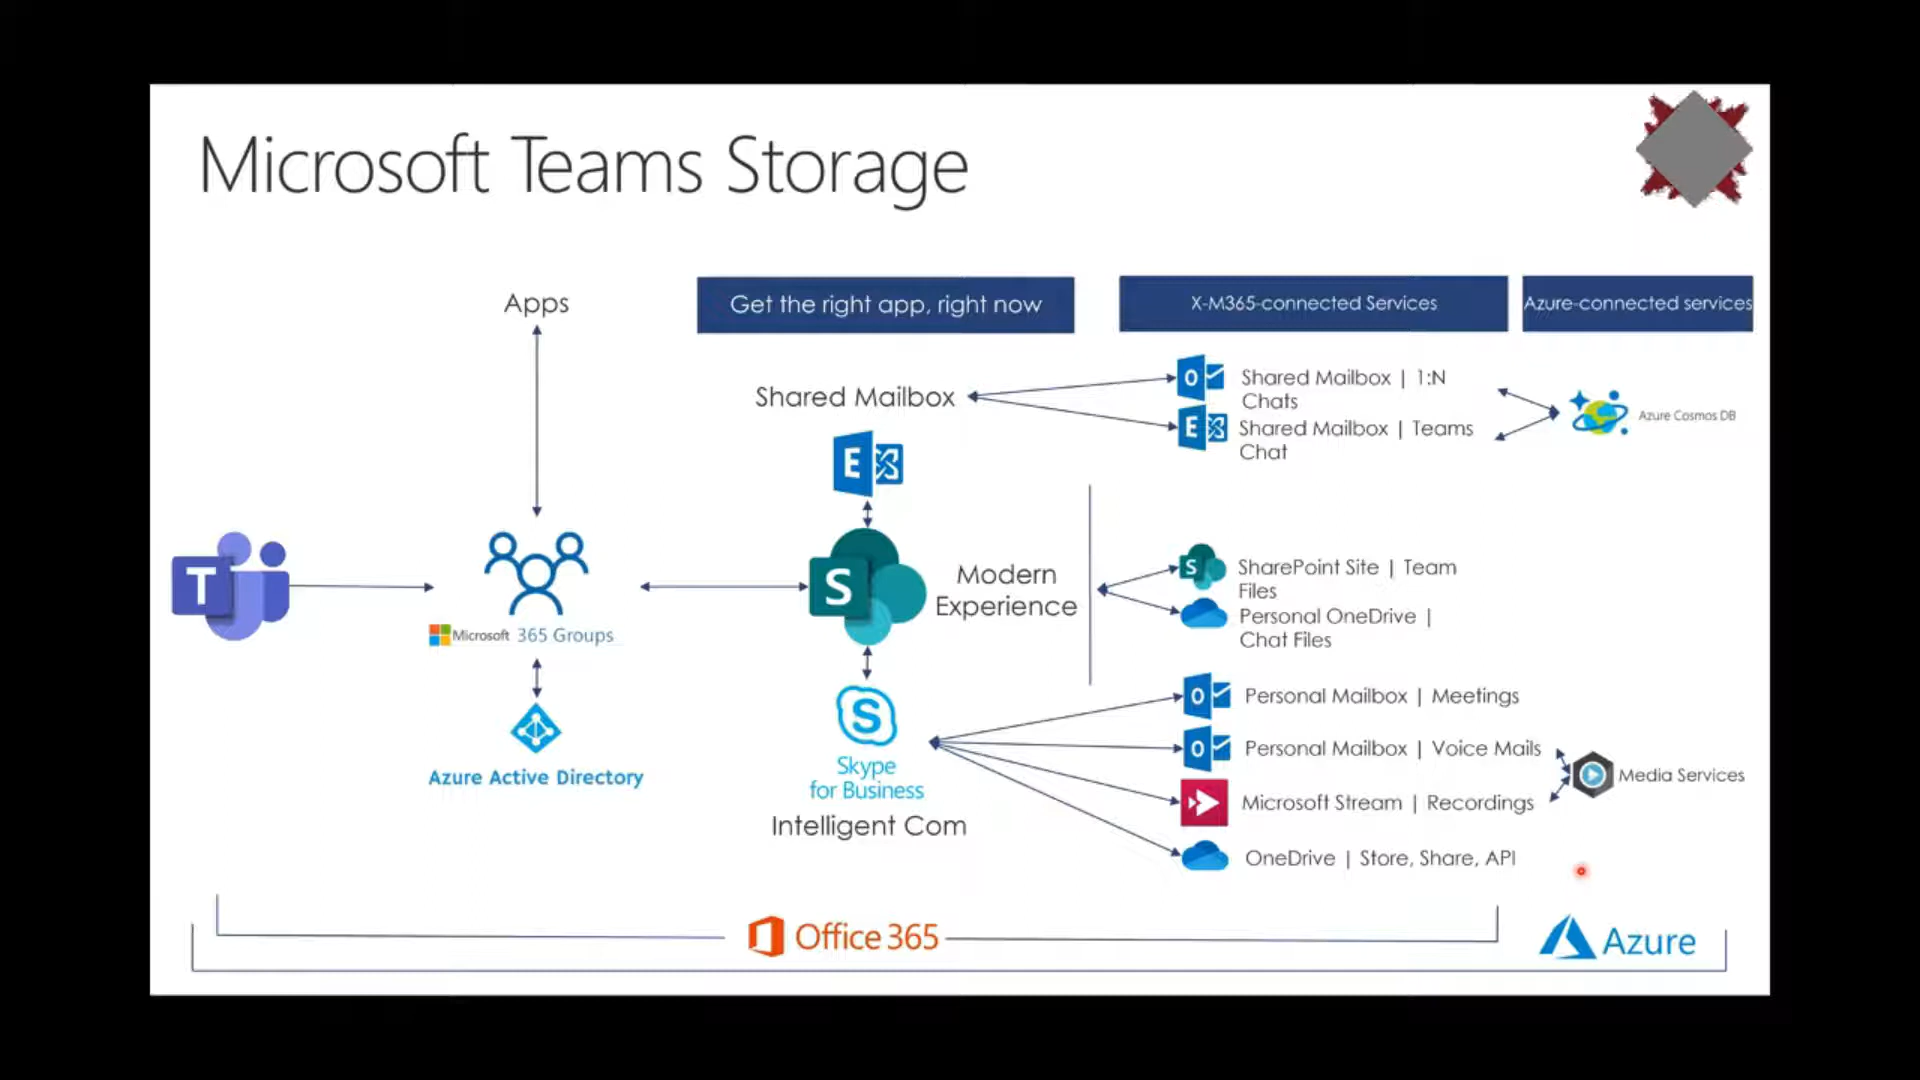 Microsoft Teams Storage
Apps
Get the right app, right now
X-M365-connected Services
Azure-connected services
Shared Mailbox
Shared Mailbox | 1:N
Chats
Shared Mailbox | Teams
Chat
Azure Cosmos DB
E
O
E
T
Microsoft 365 Groups
S
Modern
Experience
S
SharePoint Site | Team
Files
Personal OneDrive |
Chat Files
Azure Active Directory
S
Skype
for Business
Intelligent Com
O
Personal Mailbox | Meetings
O
Personal Mailbox | Voice Mails
Microsoft Stream | Recordings
OneDrive | Store, Share, API
Media Services
Office 365
Azure